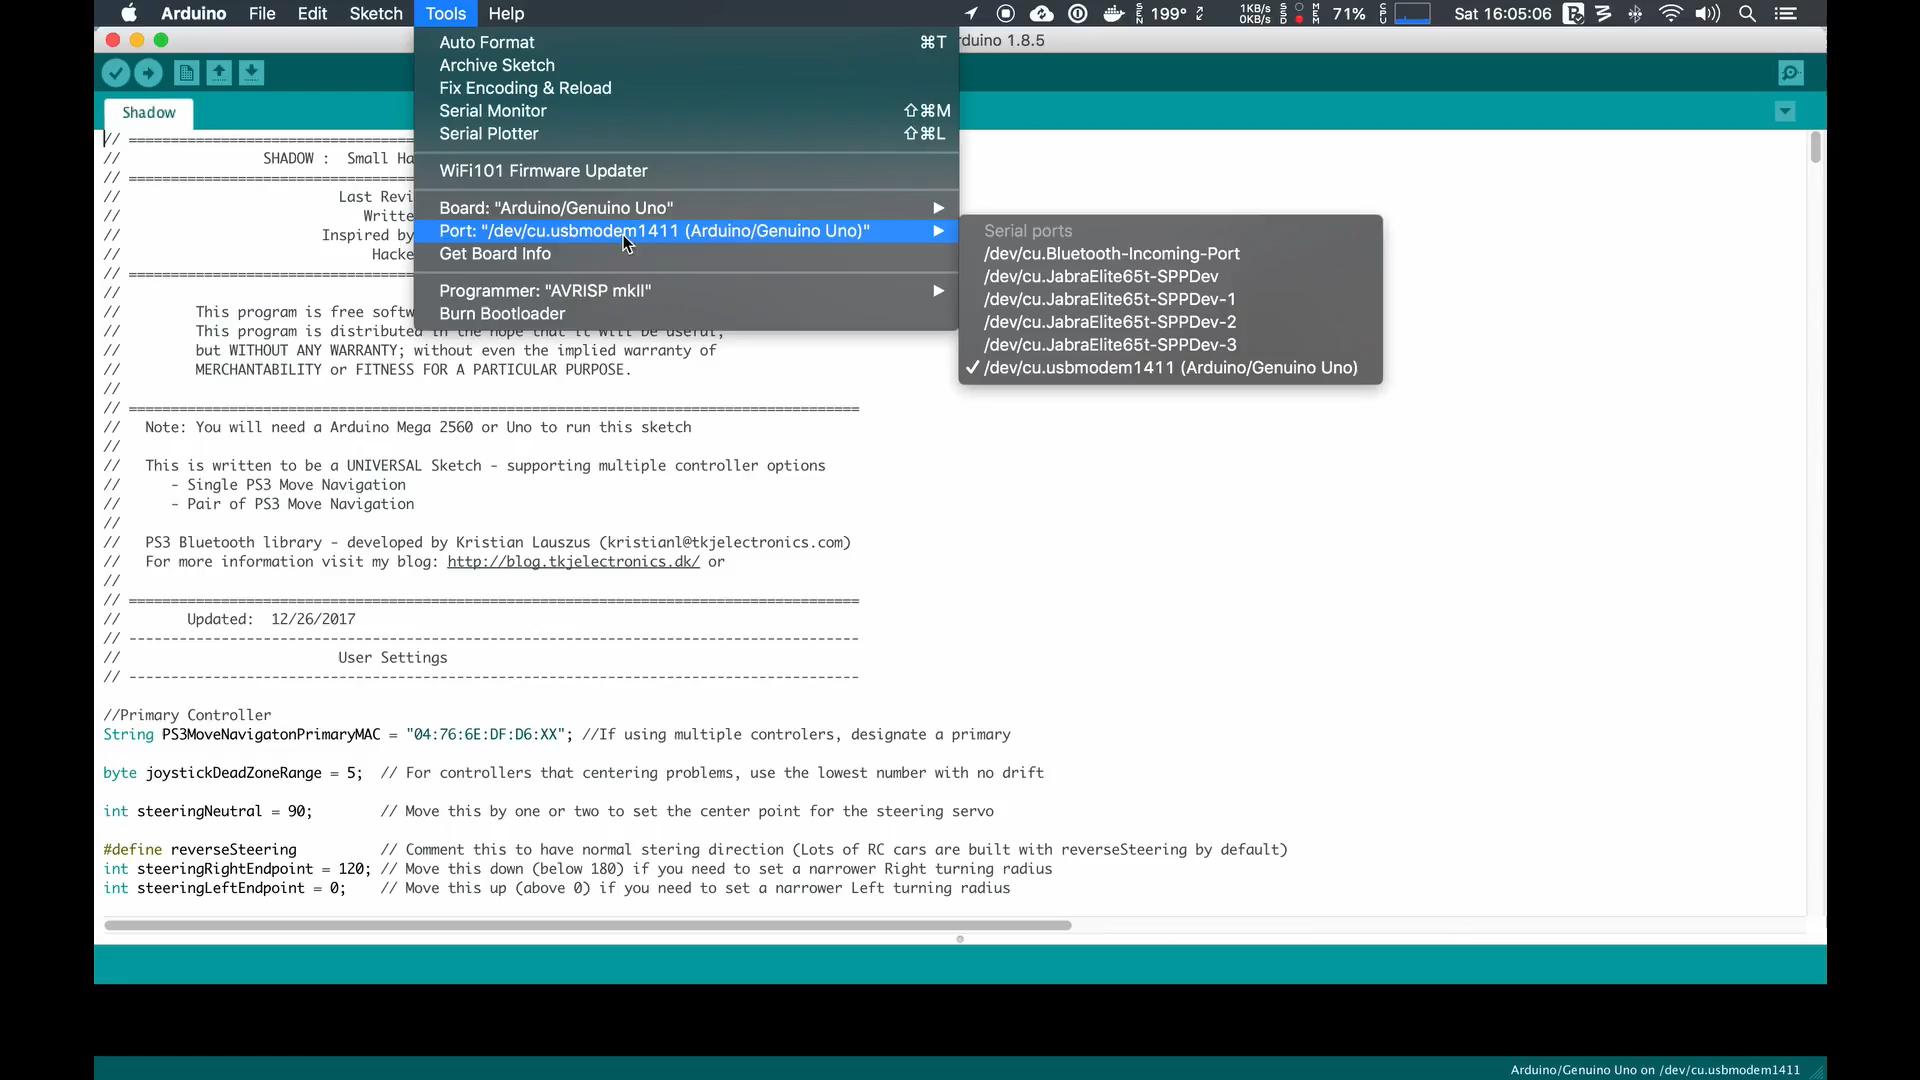 Arduino File Edit Sketch Tools Help
199° 1KB/s 0KB/s 71% Sat 16:05:06
rduino 1.8.5
Auto Format ⌘T
Archive Sketch
Fix Encoding & Reload
Serial Monitor ⇧⌘M
Serial Plotter ⇧⌘L
WiFi101 Firmware Updater
Board: "Arduino/Genuino Uno"
Port: "/dev/cu.usbmodem1411 (Arduino/Genuino Uno)"
Get Board Info
Programmer: "AVRISP mkII"
Burn Bootloader
Serial ports
/dev/cu.Bluetooth-Incoming-Port
/dev/cu.JabraElite65t-SPPDev
/dev/cu.JabraElite65t-SPPDev-1
/dev/cu.JabraElite65t-SPPDev-2
/dev/cu.JabraElite65t-SPPDev-3
✓/dev/cu.usbmodem1411 (Arduino/Genuino Uno)
Shadow
// ==================================
// SHADOW : Small Ha
// ==================================
// Last Revi
// Writte
// Inspired by
// Hacke
// ==================================
//
// This program is free softw
// This program is distributed in the hope that it will be useful,
// but WITHOUT ANY WARRANTY; without even the implied warranty of
// MERCHANTABILITY or FITNESS FOR A PARTICULAR PURPOSE.
//
// =======================================================================================
// Note: You will need a Arduino Mega 2560 or Uno to run this sketch
//
// This is written to be a UNIVERSAL Sketch - supporting multiple controller options
// - Single PS3 Move Navigation
// - Pair of PS3 Move Navigation
//
// PS3 Bluetooth library - developed by Kristian Lauszus (kristianl@tkjelectronics.com)
// For more information visit my blog: http://blog.tkjelectronics.dk/ or
//
// =======================================================================================
// Updated: 12/26/2017
// ---------------------------------------------------------------------------------------
// User Settings
// ---------------------------------------------------------------------------------------
//Primary Controller
String PS3MoveNavigatonPrimaryMAC = "04:76:6E:DF:D6:XX"; //If using multiple controlers, designate a primary
byte joystickDeadZoneRange = 5; // For controllers that centering problems, use the lowest number with no drift
int steeringNeutral = 90; // Move this by one or two to set the center point for the steering servo
#define reverseSteering // Comment this to have normal stering direction (Lots of RC cars are built with reverseSteering by default)
int steeringRightEndpoint = 120; // Move this down (below 180) if you need to set a narrower Right turning radius
int steeringLeftEndpoint = 0; // Move this up (above 0) if you need to set a narrower Left turning radius
Arduino/Genuino Uno on /dev/cu.usbmodem1411